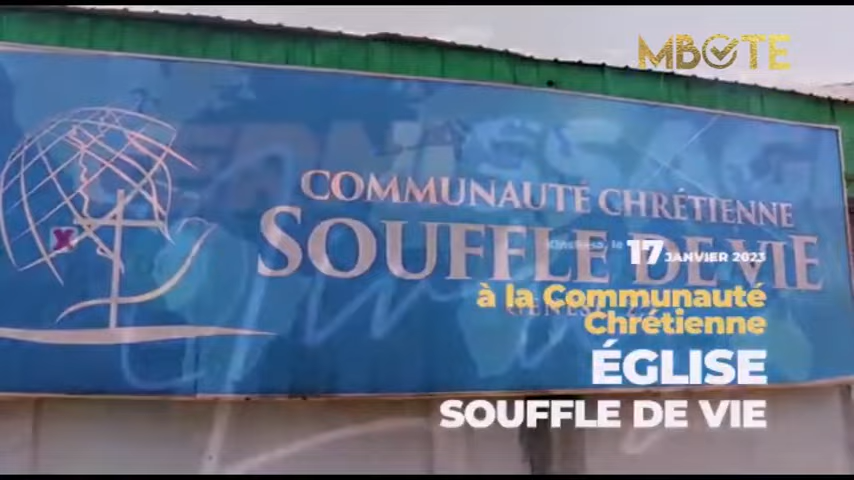 MBOTE
COMMUNAUTÉ CHRÉTIENNE
SOUFFLE DE VIE
Kinshasa, le 17 JANVIER 2023
à la Communauté
Chrétienne
ÉGLISE
SOUFFLE DE VIE